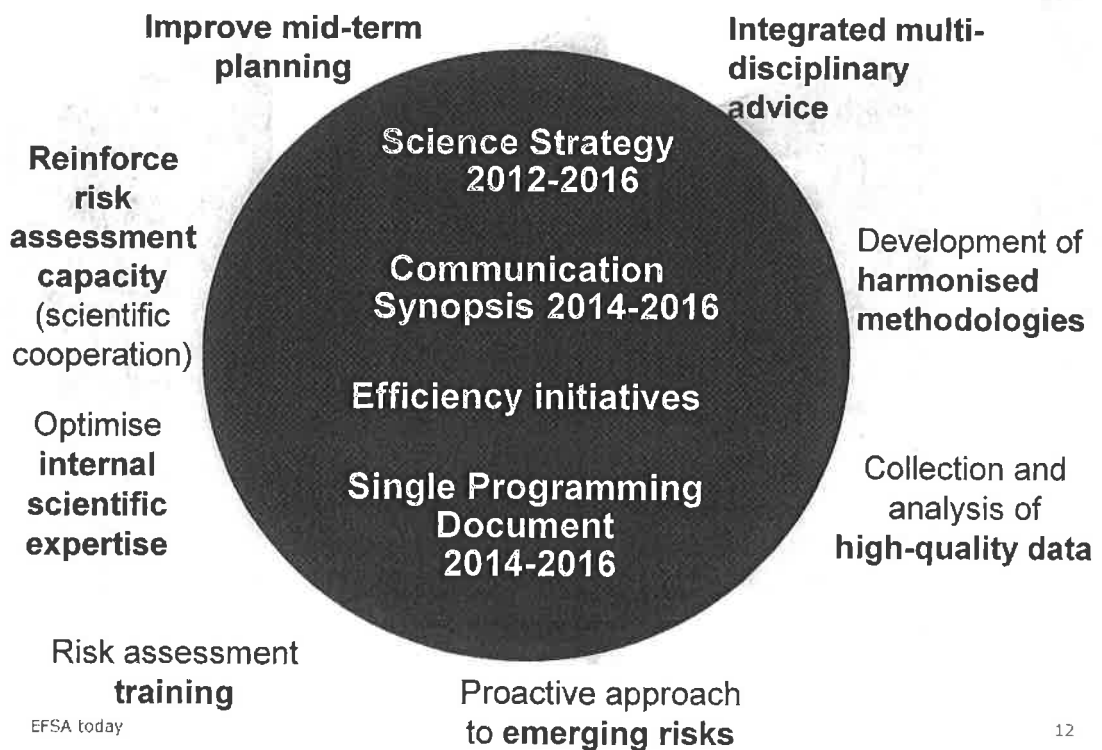 Improve mid-term
planning
Integrated multi-
disciplinary
advice
Reinforce
risk
assessment
capacity
(scientific
cooperation)
Optimise
internal
scientific
expertise
Risk assessment
training
Science Strategy
2012-2016
Communication
Synopsis 2014-2016
Efficiency initiatives
Single Programming
Document
2014-2016
Development of
harmonised
methodologies
Collection and
analysis of
high-quality data
Proactive approach
to emerging risks
EFSA today
12